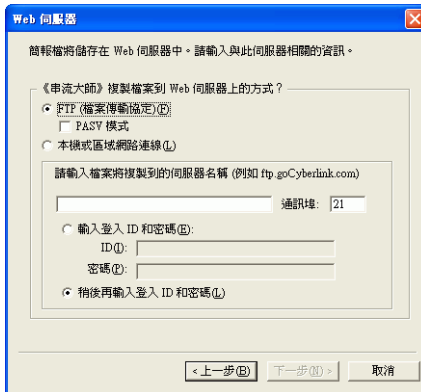 Web 伺服器
簡報檔將儲存在 Web 伺服器中。請輸入與此伺服器相關的資訊。
《串流大師》複製檔案到 Web 伺服器上的方式？
FTP (檔案傳輸協定)(F)
PASV 模式
本機或區域網路連線(L)
請輸入檔案將複製到的伺服器名稱 (例如 ftp.goCyberlink.com)
通訊埠: 21
輸入登入 ID 和密碼(E):
ID(I):
密碼(P):
稍後再輸入登入 ID 和密碼(L)
<上一步(B) 下一步(N)> 取消